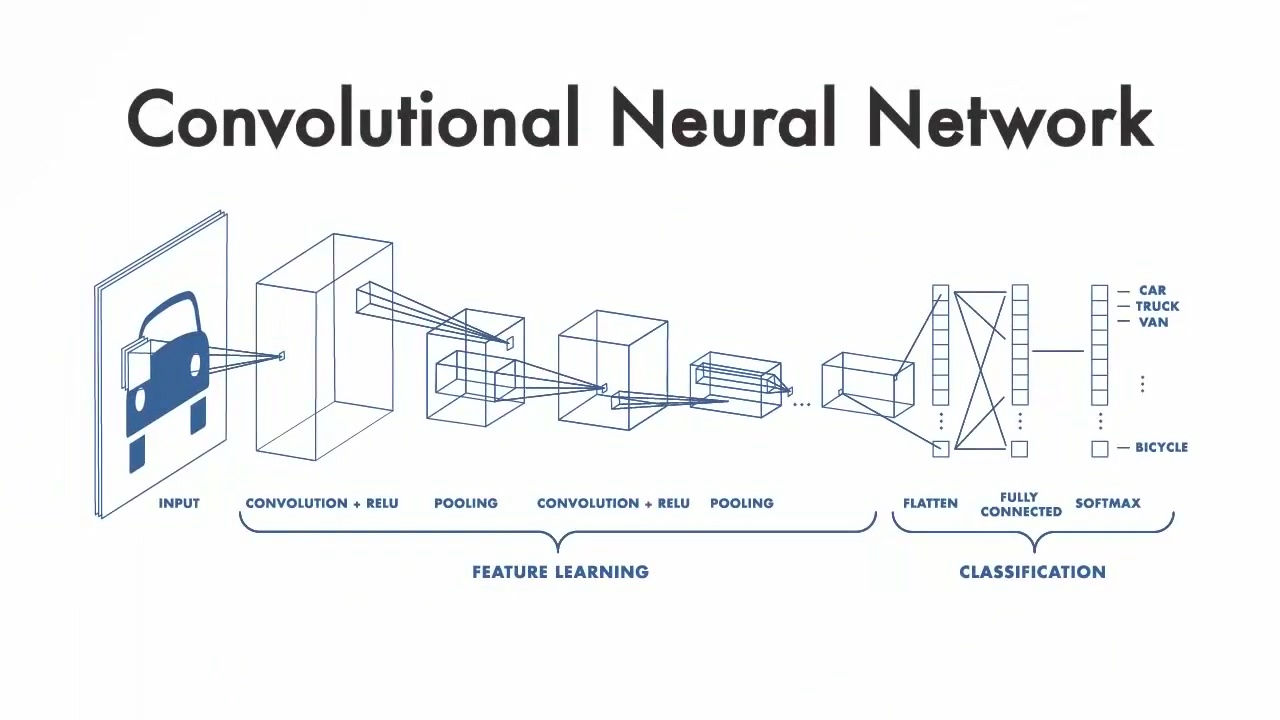 Convolutional Neural Network
CAR
TRUCK
VAN
BICYCLE
INPUT
CONVOLUTION + RELU
POOLING
CONVOLUTION + RELU
POOLING
FLATTEN
FULLY
CONNECTED
SOFTMAX
FEATURE LEARNING
CLASSIFICATION